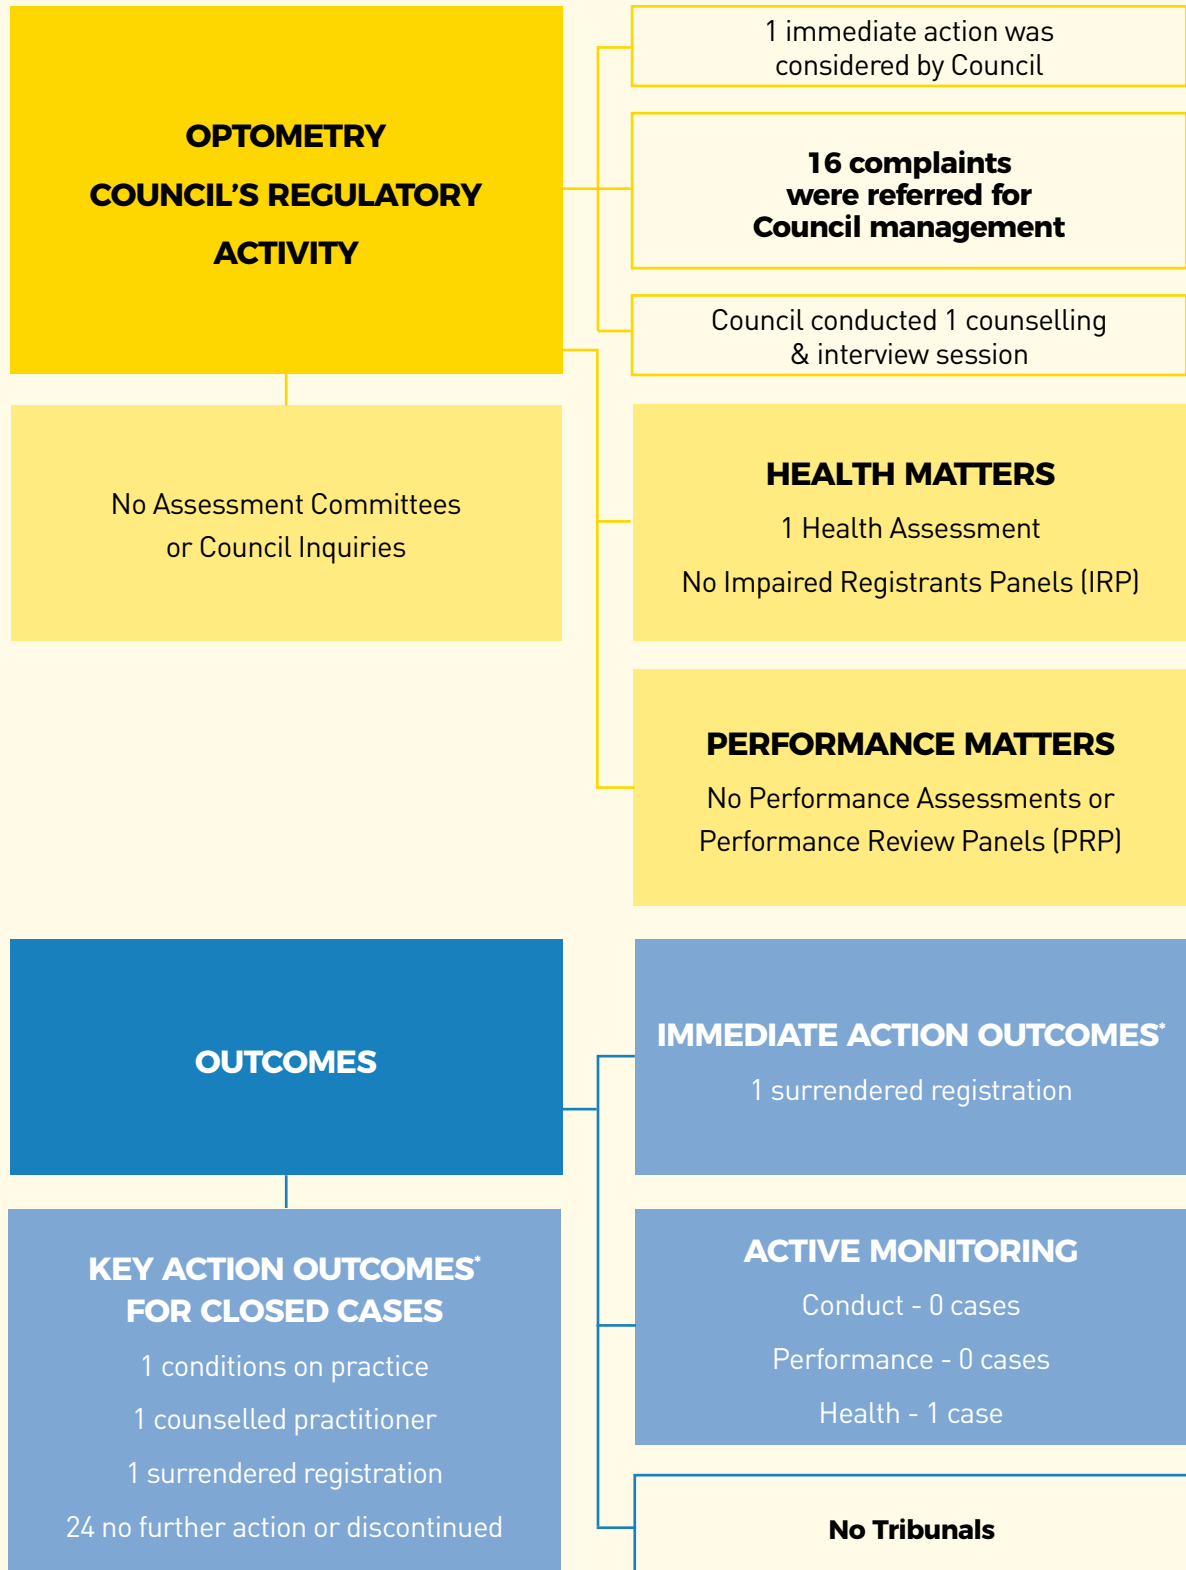 OPTOMETRY
COUNCIL'S REGULATORY
ACTIVITY
1 immediate action was
considered by Council
16 complaints
were referred for
Council management
Council conducted 1 counselling
& interview session
No Assessment Committees
or Council Inquiries
HEALTH MATTERS
1 Health Assessment
No Impaired Registrants Panels (IRP)
PERFORMANCE MATTERS
No Performance Assessments or
Performance Review Panels (PRP)
OUTCOMES
IMMEDIATE ACTION OUTCOMES*
1 surrendered registration
KEY ACTION OUTCOMES*
FOR CLOSED CASES
1 conditions on practice
1 counselled practitioner
1 surrendered registration
24 no further action or discontinued
ACTIVE MONITORING
Conduct - 0 cases
Performance - 0 cases
Health - 1 case
No Tribunals